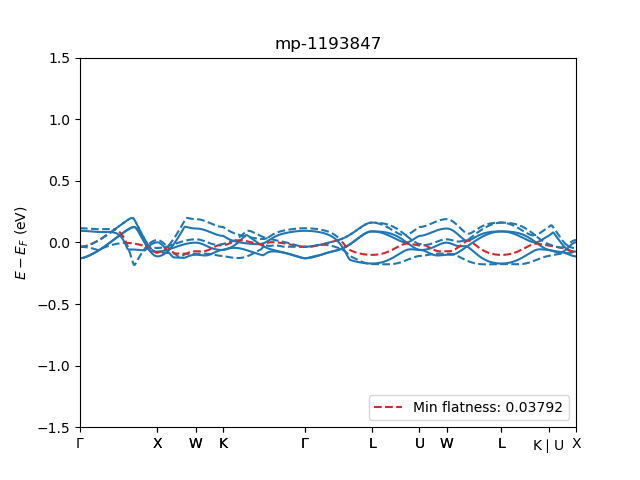 mp-1193847
E − E_F (eV)
1.5
1.0
0.5
0.0
−0.5
−1.0
−1.5
Min flatness: 0.03792
Γ X W K Γ L U W L K | U X